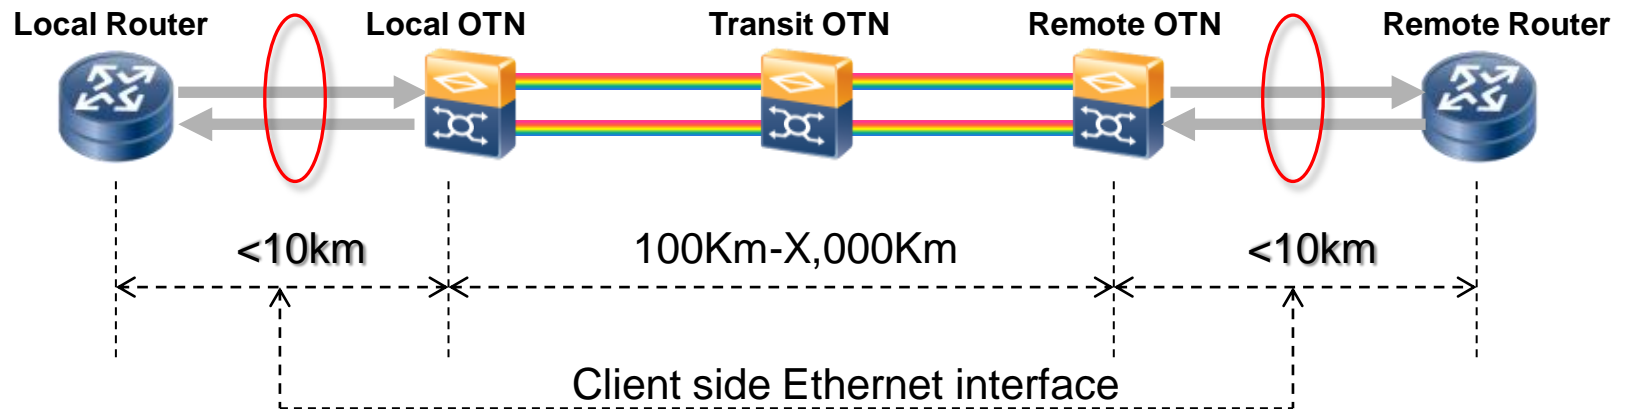 Local Router
Local OTN
Transit OTN
Remote OTN
Remote Router
<10km
100Km-X,000Km
<10km
Client side Ethernet interface